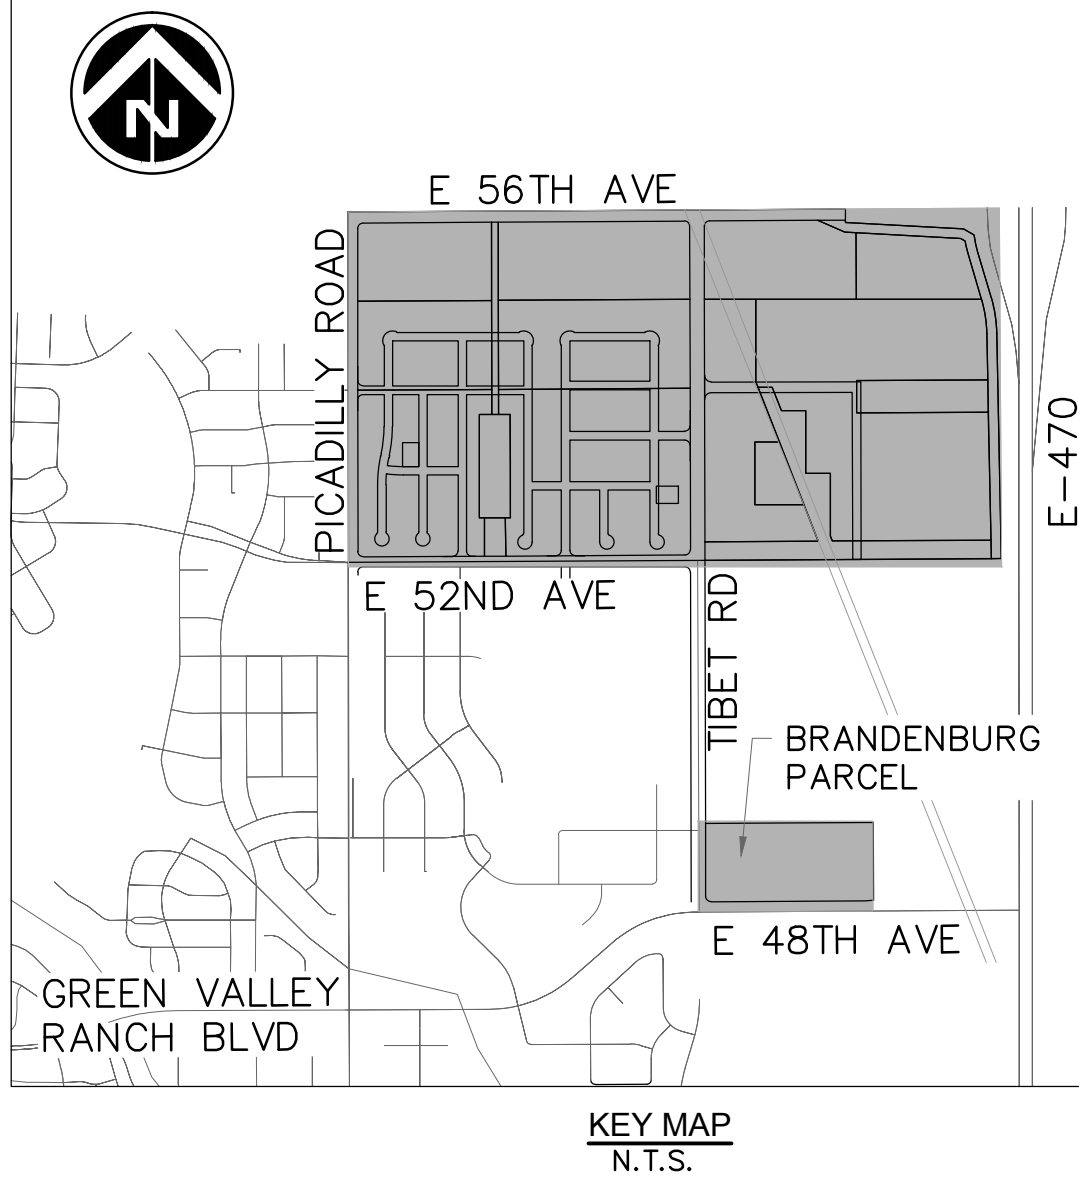 N
E 56TH AVE
PICADILLY ROAD
E-470
E 52ND AVE
TIBET RD
BRANDENBURG
PARCEL
E 48TH AVE
GREEN VALLEY
RANCH BLVD
KEY MAP
N.T.S.